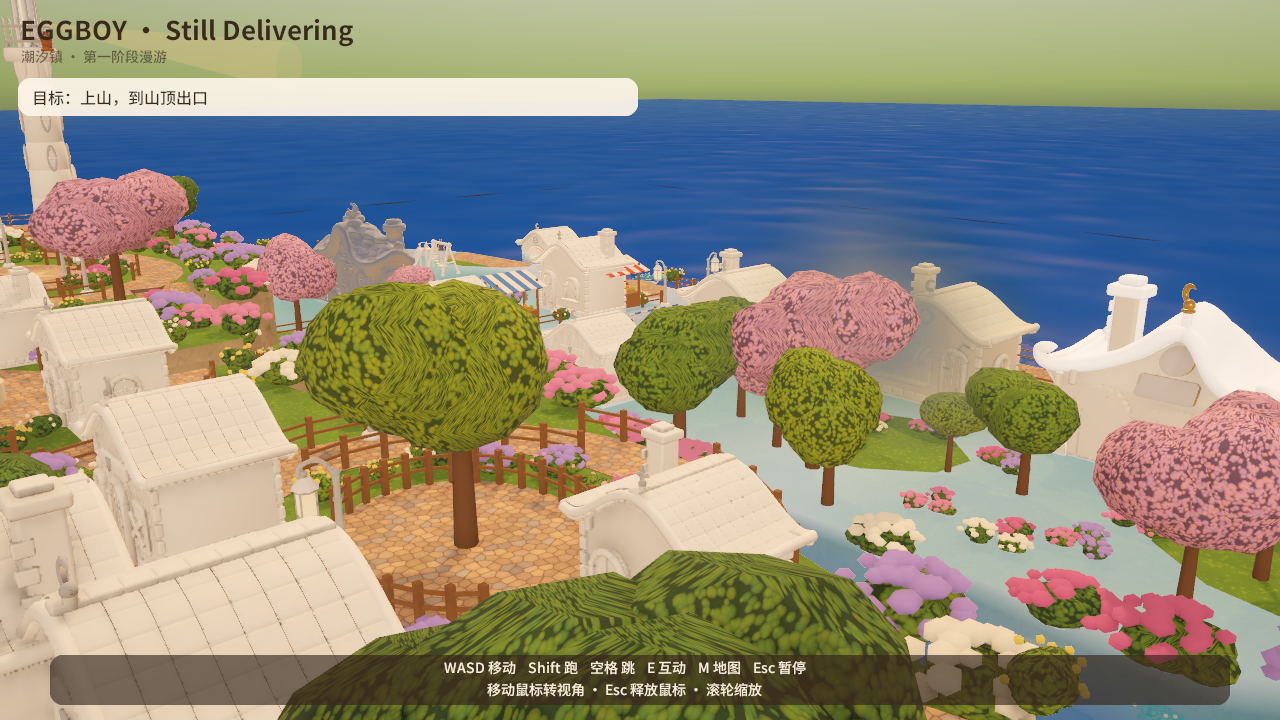 EGGBOY · Still Delivering
潮汐镇 · 第一阶段漫游
目标：上山，到山顶出口
WASD 移动 Shift 跑 空格 跳 E 互动 M 地图 Esc 暂停
移动鼠标转视角 · Esc 释放鼠标 · 滚轮缩放